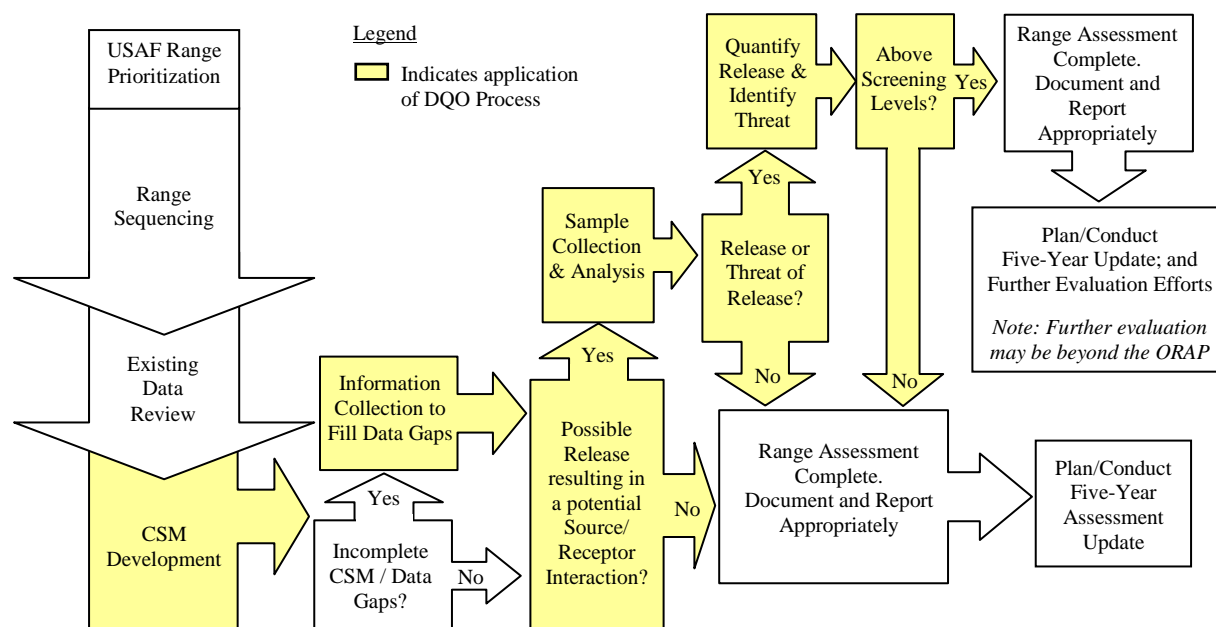 USAF Range
Prioritization
Range
Sequencing
Existing
Data
Review
CSM
Development
Legend
Indicates application
of DQO Process
Information
Collection to
Fill Data Gaps
Yes
Incomplete
CSM / Data
Gaps?
No
Sample
Collection
& Analysis
Yes
Possible
Release
resulting in
a potential
Source/
Receptor
Interaction?
No
Quantify
Release &
Identify
Threat
Yes
Release or
Threat of
Release?
No
Above
Screening
Levels?
Yes
No
Range Assessment
Complete.
Document and
Report
Appropriately
Plan/Conduct
Five-Year Update; and
Further Evaluation Efforts
Note: Further evaluation
may be beyond the ORAP
Range Assessment
Complete.
Document and Report
Appropriately
Plan/Conduct
Five-Year
Assessment
Update